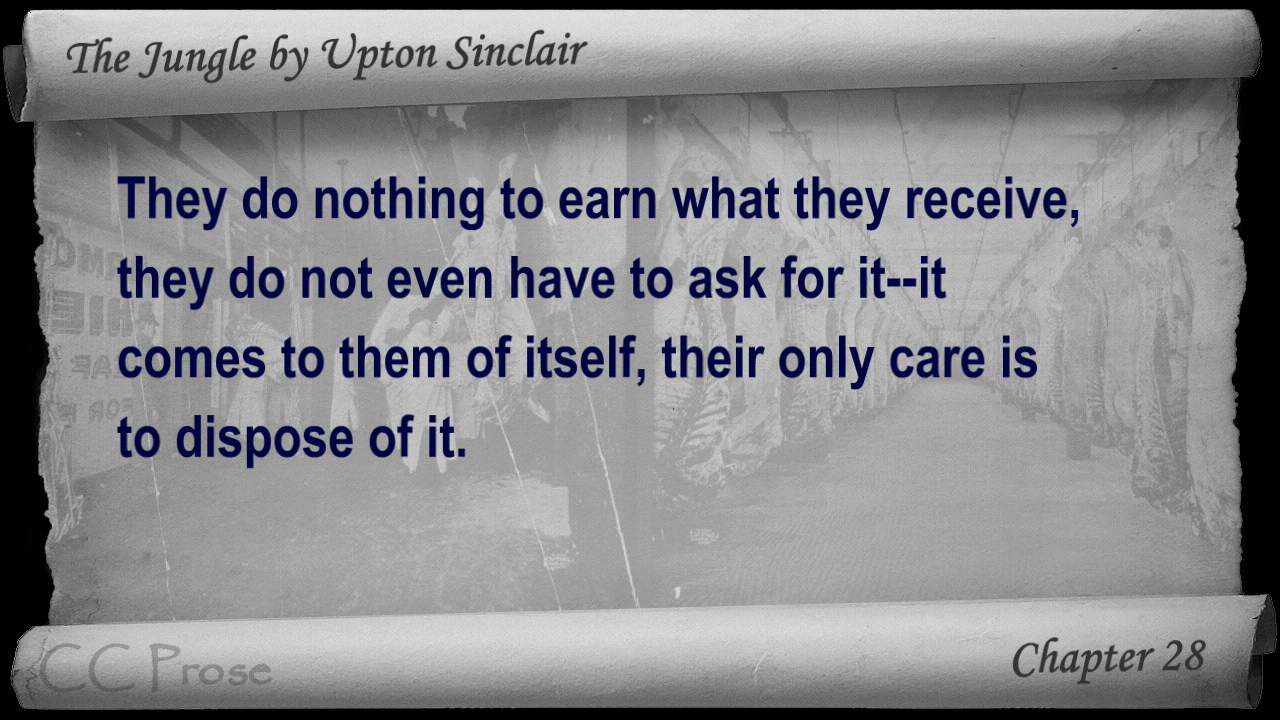 The Jungle by Upton Sinclair
They do nothing to earn what they receive,
they do not even have to ask for it--it
comes to them of itself, their only care is
to dispose of it.
CC Prose
Chapter 28